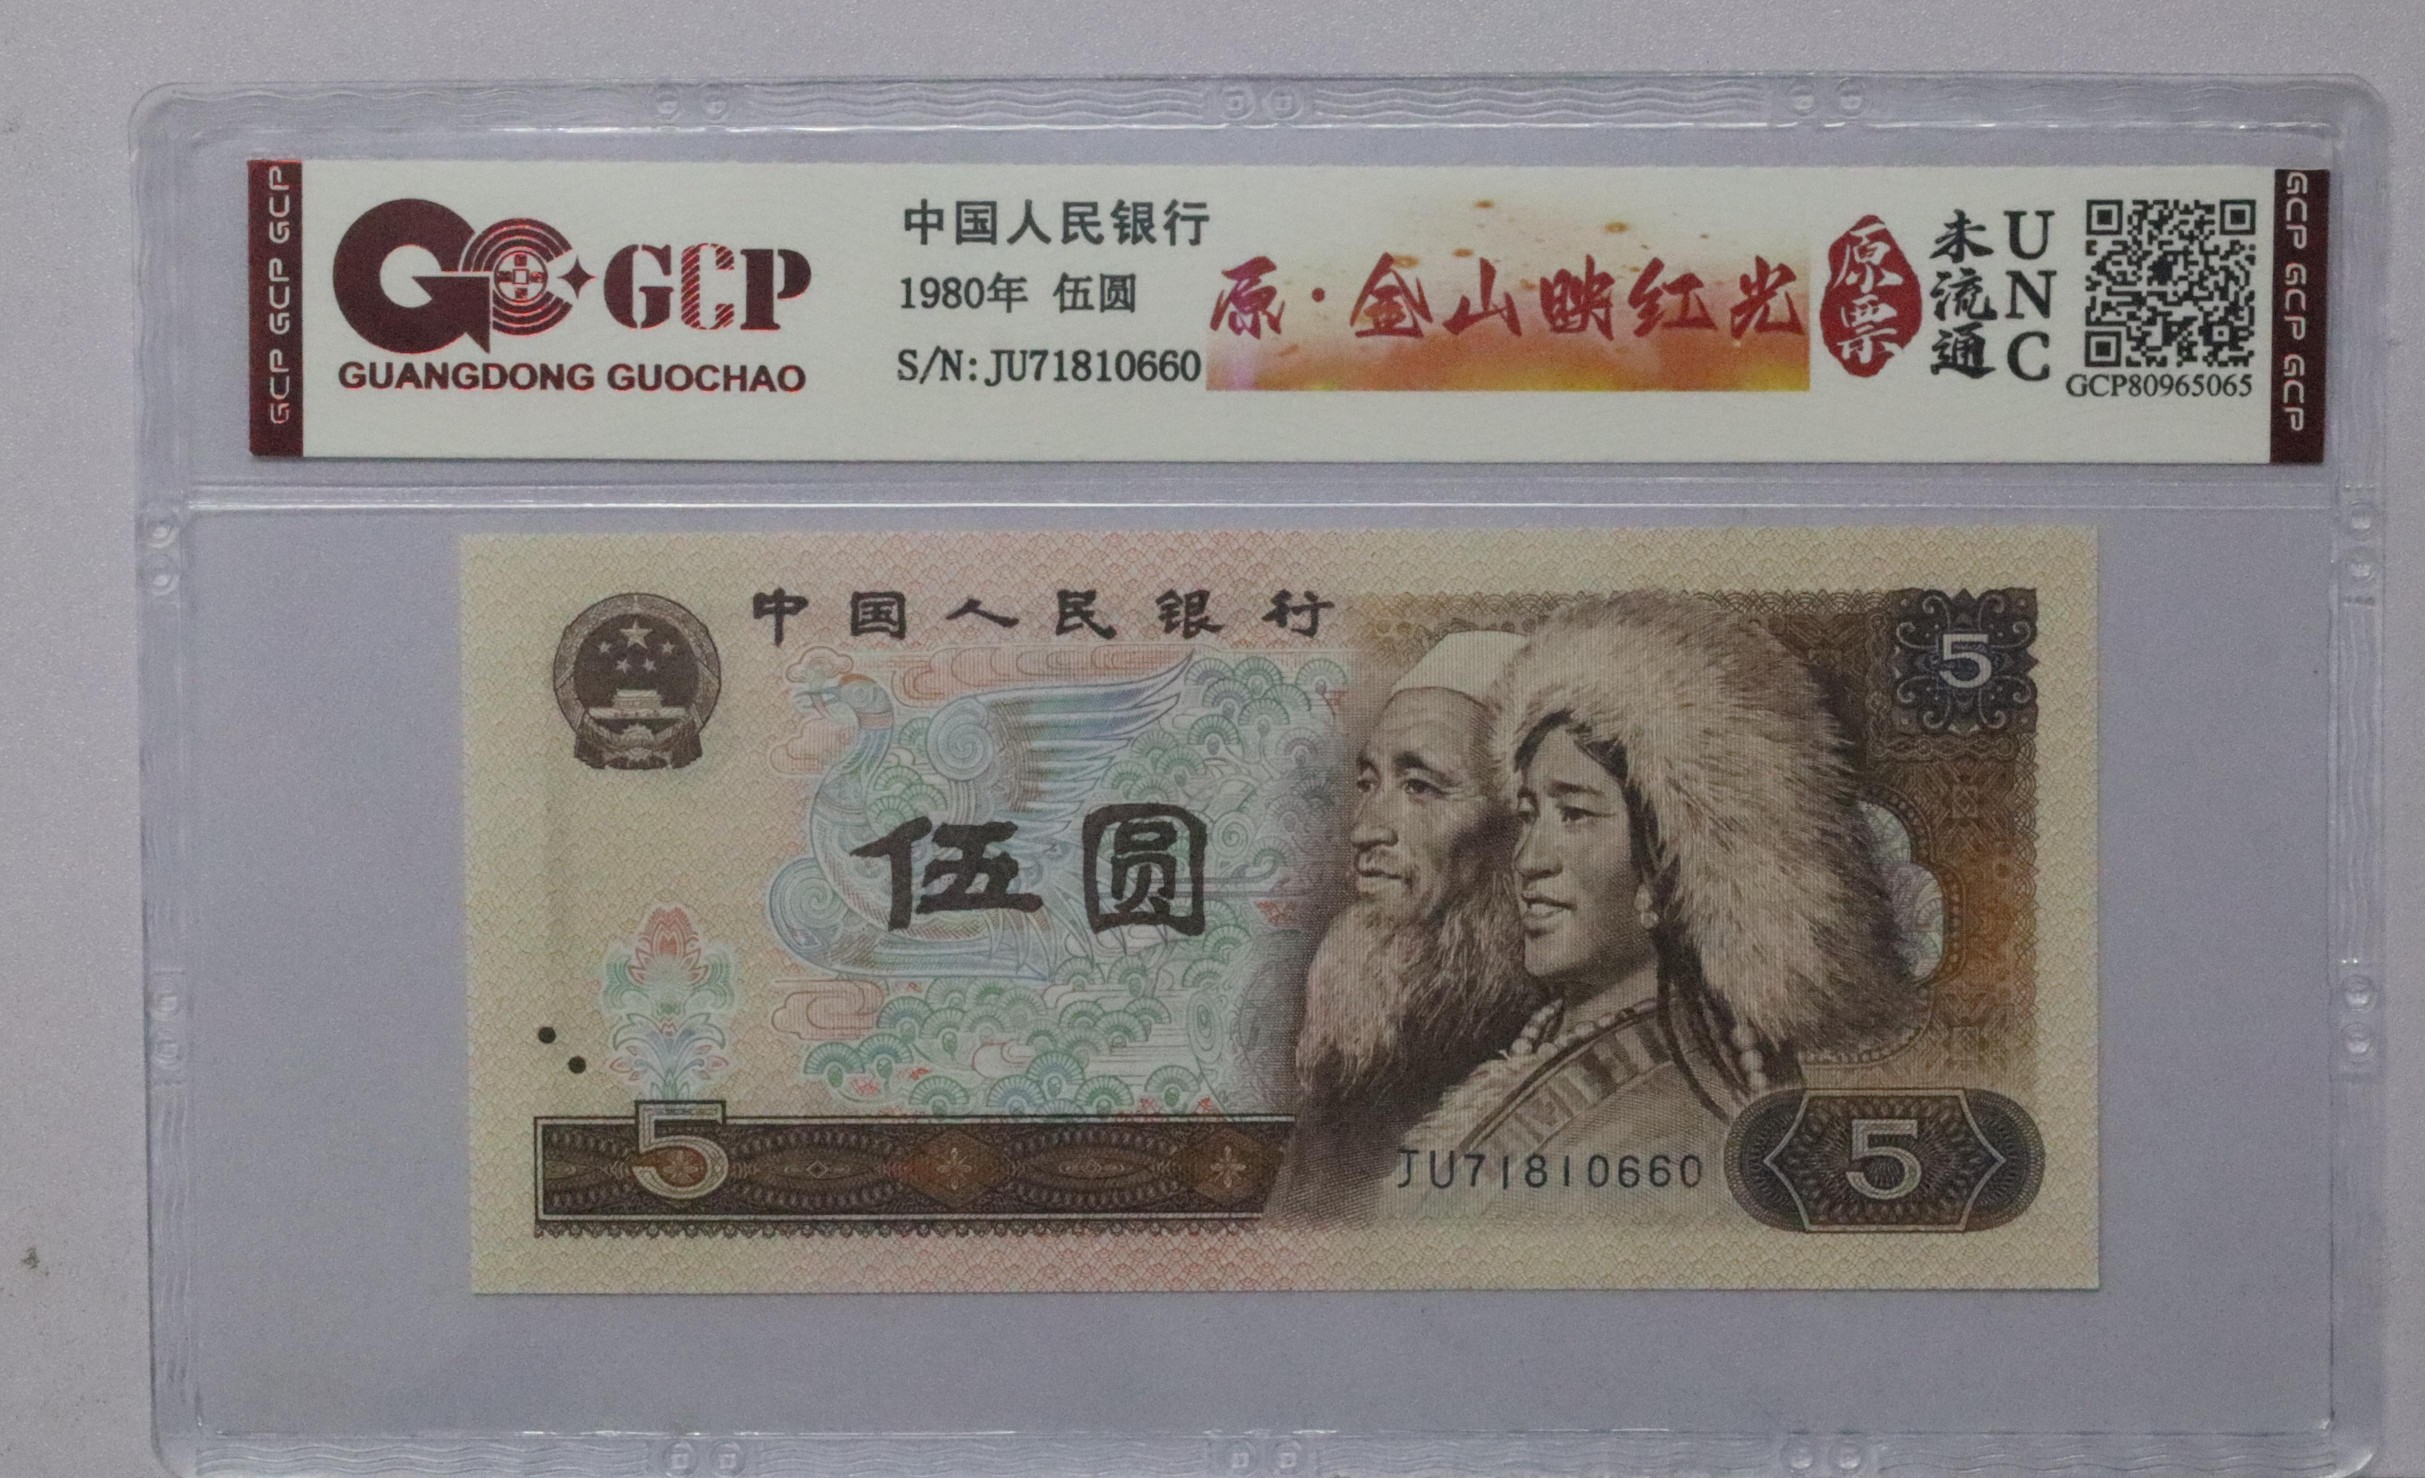 GCP GCP GCP
GCP
GUANGDONG GUOCHAO
中国人民银行
1980年 伍圆
S/N: JU71810660
原·金山映红光
原票
未流通
UNC
GCP80965065
GCP GCP GCP
中国人民银行
5
伍圆
5
JU71810660
5